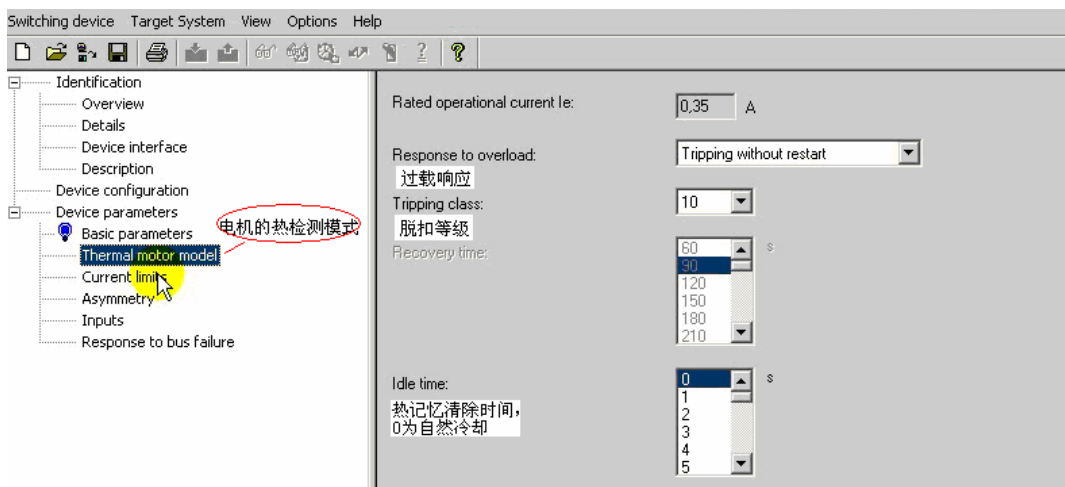 Switching device Target System View Options Help
Identification
Overview
Details
Device interface
Description
Device configuration
Device parameters
Basic parameters
Thermal motor model
电机的热检测模式
Current limits
Asymmetry
Inputs
Response to bus failure
Rated operational current Ie: 0,35 A
Response to overload: Tripping without restart
过载响应
Tripping class: 10
脱扣等级
Recovery time: 60 s
90
120
150
180
210
Idle time: 0 s
热记忆清除时间,
0为自然冷却
1
2
3
4
5